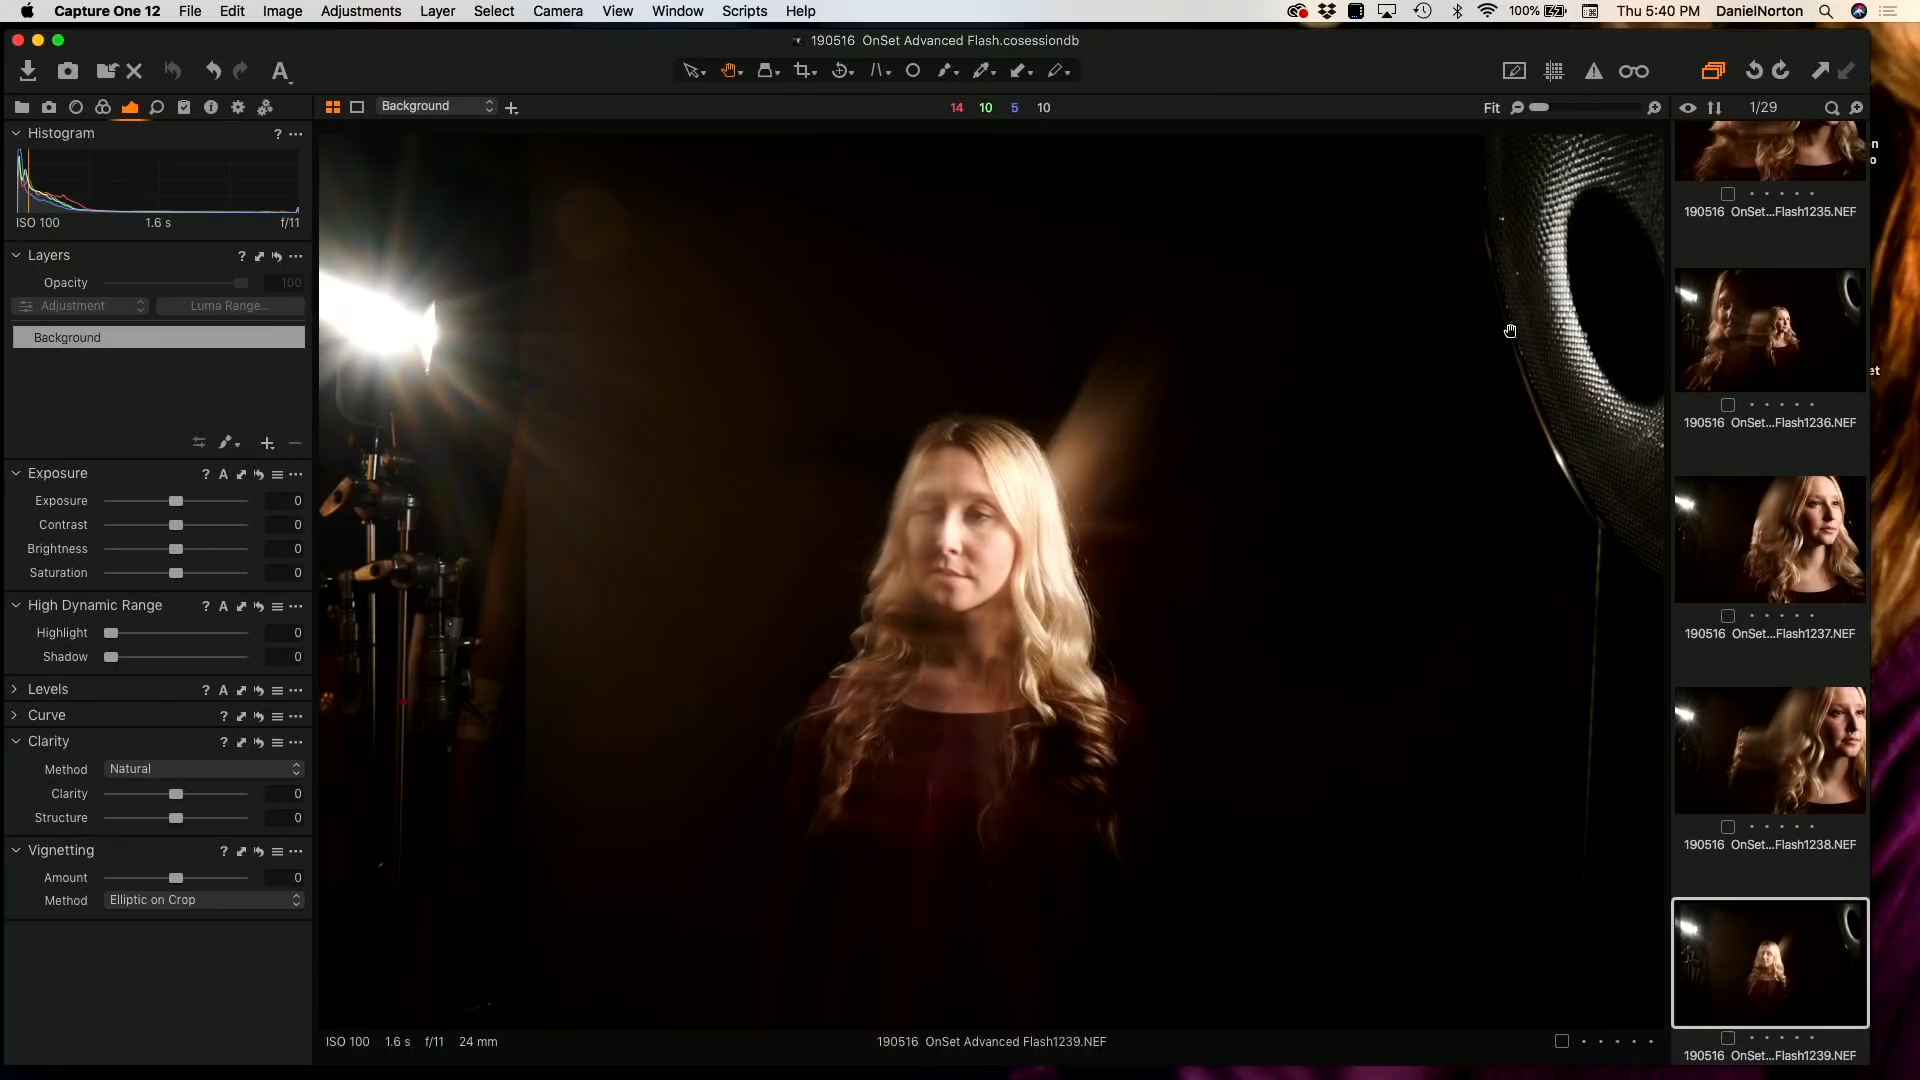 Capture One 12 File Edit Image Adjustments Layer Select Camera View Window Scripts Help 100% Thu 5:40 PM DanielNorton
190516 OnSet Advanced Flash.cosessiondb
Background 14 10 5 10 Fit 1/29
Histogram ?
ISO 100 1.6 s f/11
Layers ?
Opacity 100
Adjustment Luma Range...
Background
Exposure ? A
Exposure 0
Contrast 0
Brightness 0
Saturation 0
High Dynamic Range ? A
Highlight 0
Shadow 0
Levels ? A
Curve ?
Clarity ?
Method Natural
Clarity 0
Structure 0
Vignetting ?
Amount 0
Method Elliptic on Crop
190516 OnSet...Flash1235.NEF
190516 OnSet...Flash1236.NEF
190516 OnSet...Flash1237.NEF
190516 OnSet...Flash1238.NEF
190516 OnSet...Flash1239.NEF
ISO 100 1.6 s f/11 24 mm 190516 OnSet Advanced Flash1239.NEF